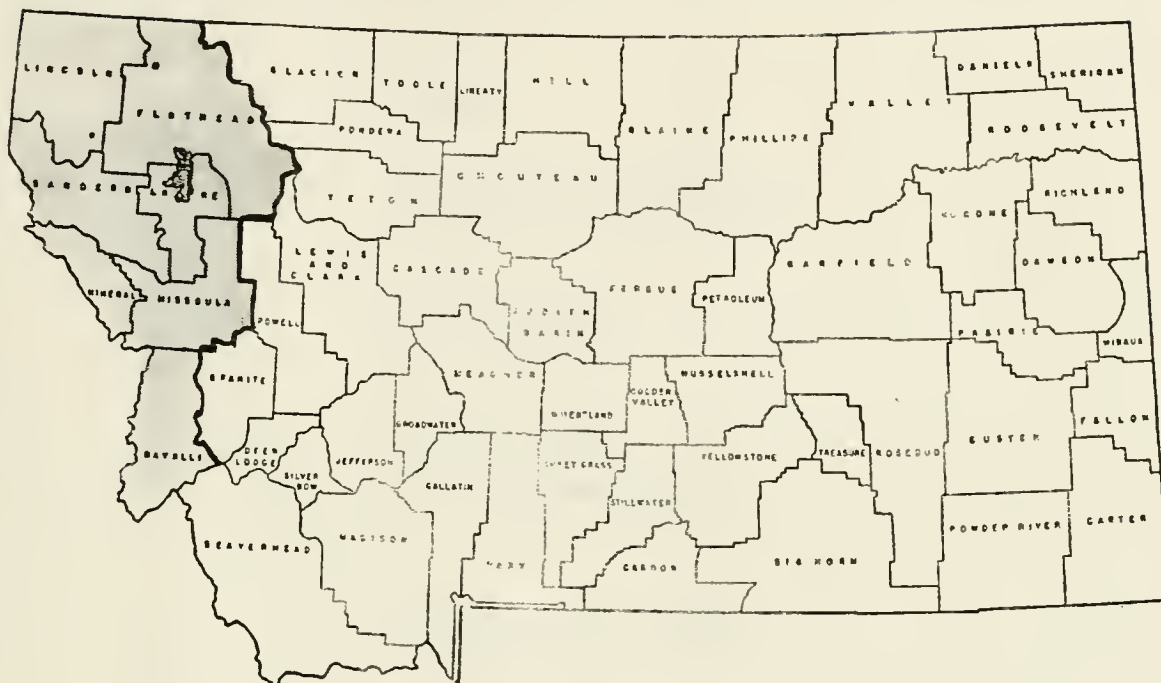 LINCOLN
FLATHEAD
GLACIER
TOOLE
LIBERTY
HILL
BLAINE
PHILLIPS
VALLEY
DANIELS
SHERIDAN
ROOSEVELT
PONDERA
CHOUTEAU
SANDERS
LAKE
TETON
RICHLAND
MCCONE
LEWIS
AND
CLARK
CASCADE
FERGUS
PETROLEUM
GARFIELD
DAWSON
MINERAL
MISSOULA
POWELL
JUDITH
BASIN
PRAIRIE
WIBAUX
GRANITE
MEAGHER
WHEATLAND
GOLDEN
VALLEY
MUSSELSHELL
BROADWATER
CUSTER
FALLON
RAVALLI
DEER
LODGE
SILVER
BOW
JEFFERSON
GALLATIN
SWEET GRASS
STILLWATER
YELLOWSTONE
TREASURE
ROSEBUD
BEAVERHEAD
MADISON
PARK
CARBON
BIG HORN
POWDER RIVER
CARTER